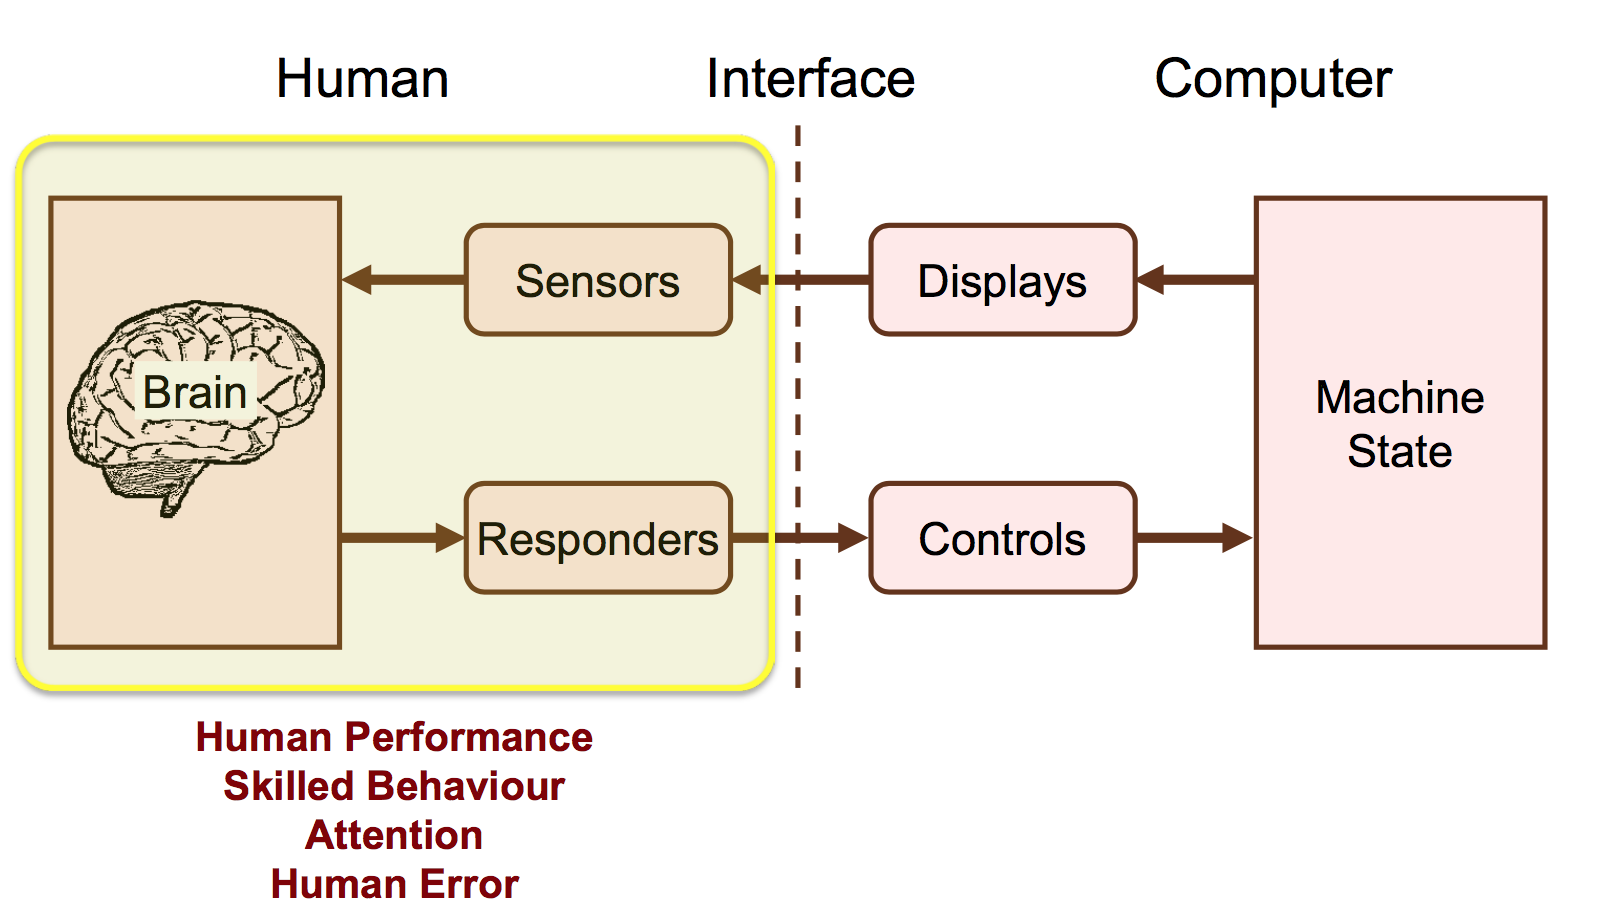 Human
Interface
Computer
Sensors
Displays
Brain
Machine
State
Responders
Controls
Human Performance
Skilled Behaviour
Attention
Human Error